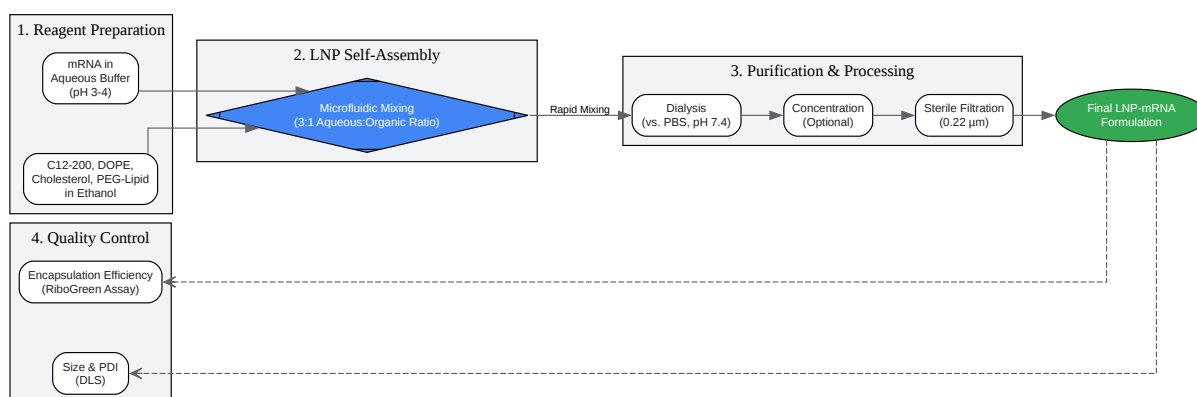 1. Reagent Preparation
mRNA in
Aqueous Buffer
(pH 3-4)
C12-200, DOPE,
Cholesterol, PEG-Lipid
in Ethanol
2. LNP Self-Assembly
Microfluidic Mixing
(3:1 Aqueous:Organic Ratio)
Rapid Mixing
3. Purification & Processing
Dialysis
(vs. PBS, pH 7.4)
Concentration
(Optional)
Sterile Filtration
(0.22 µm)
Final LNP-mRNA
Formulation
4. Quality Control
Encapsulation Efficiency
(RiboGreen Assay)
Size & PDI
(DLS)